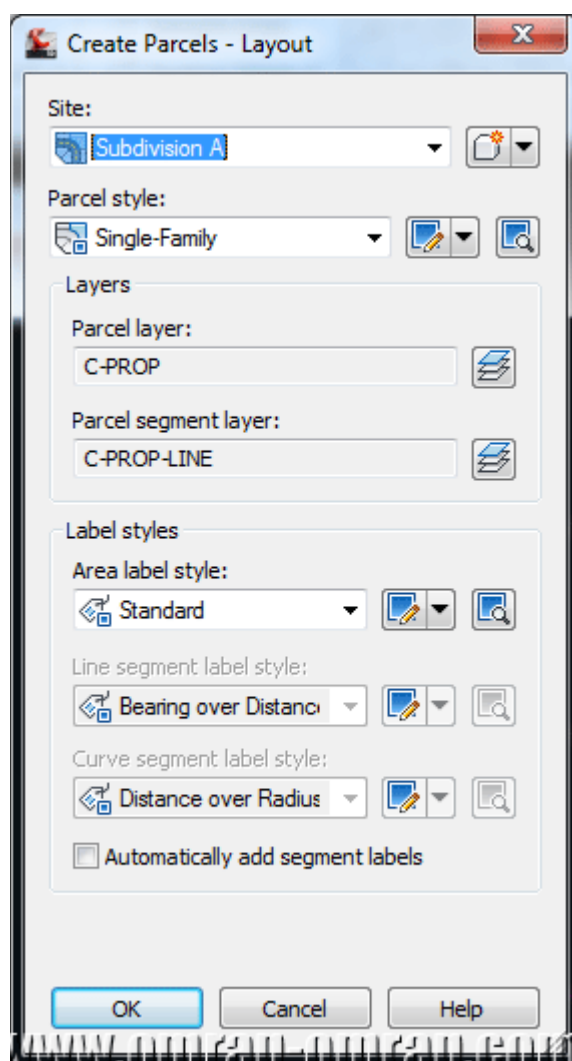 Create Parcels - Layout
Site:
Subdivision A
Parcel style:
Single-Family
Layers
Parcel layer:
C-PROP
Parcel segment layer:
C-PROP-LINE
Label styles
Area label style:
Standard
Line segment label style:
Bearing over Distanc
Curve segment label style:
Distance over Radius
Automatically add segment labels
OK Cancel Help